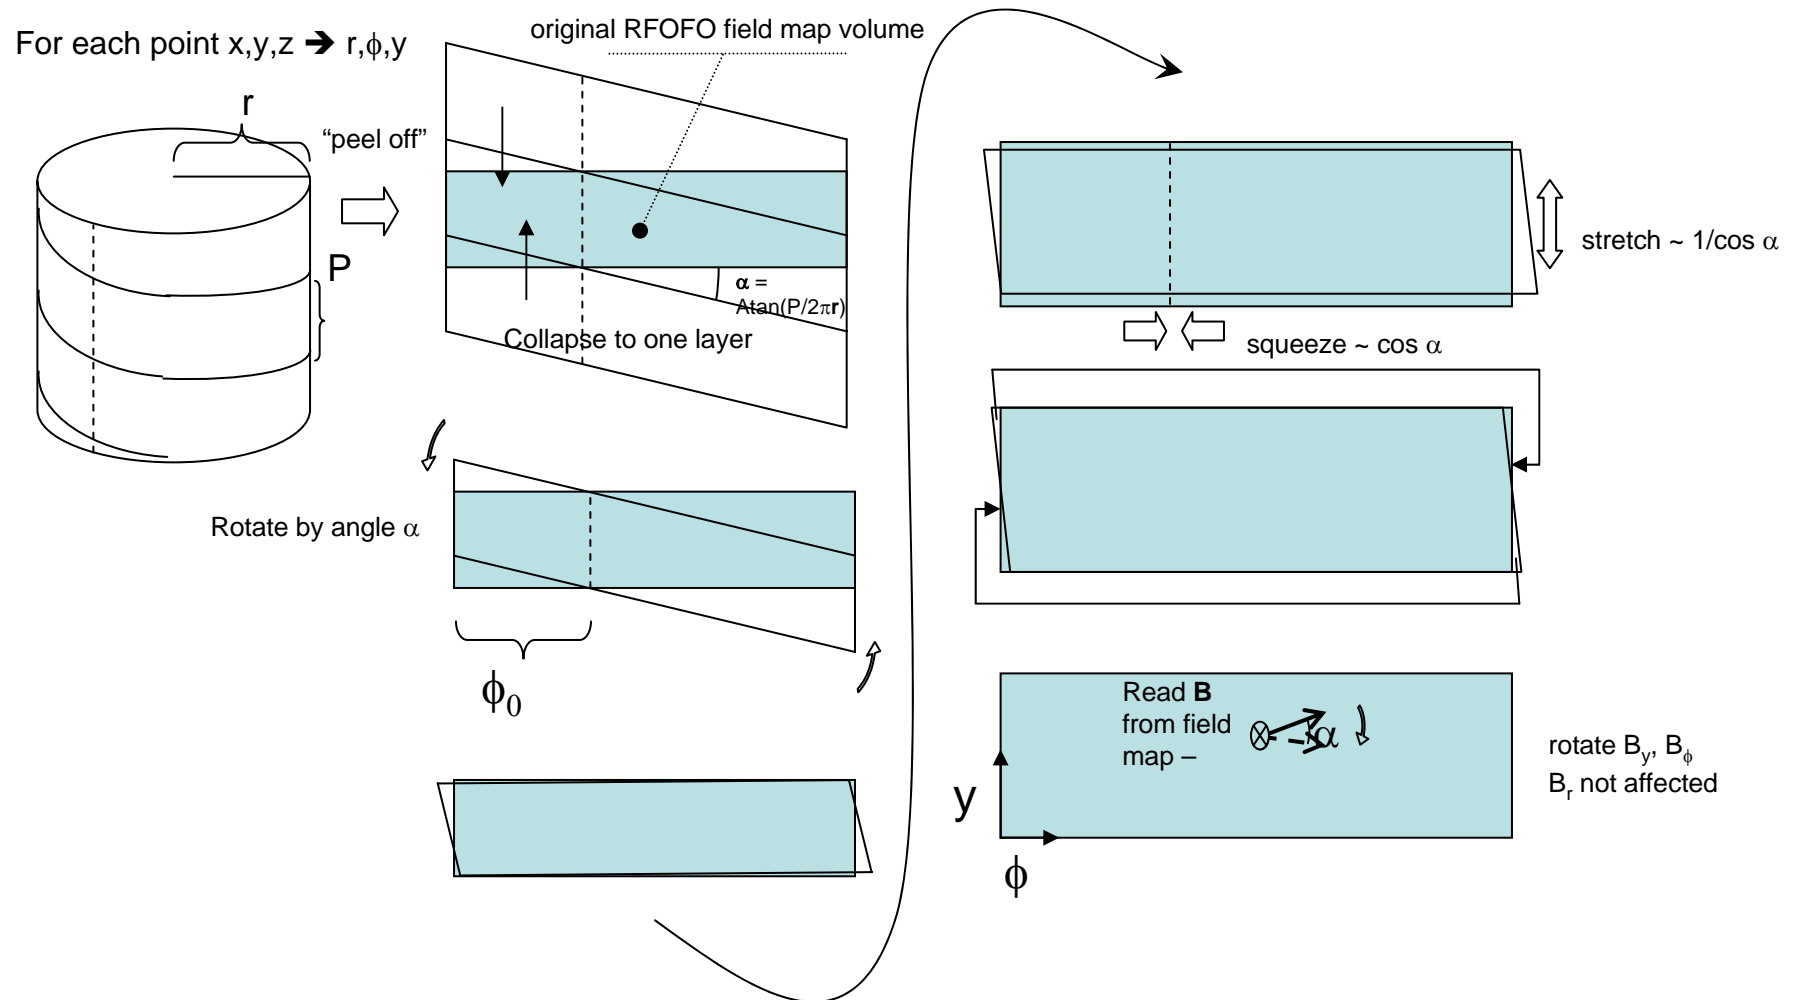 For each point x,y,z ➔ r,ϕ,y
r
“peel off”
P
original RFOFO field map volume
α =
Atan(P/2πr)
Collapse to one layer
Rotate by angle α
ϕ0
stretch ~ 1/cos α
squeeze ~ cos α
Read B
from field
map –
α
y
ϕ
rotate By, Bϕ
Br not affected